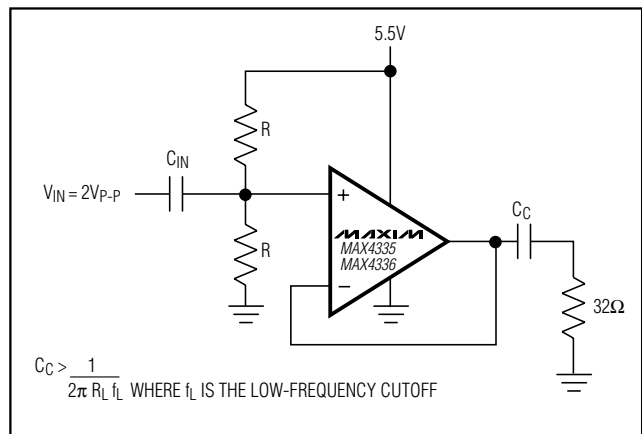 5.5V
R
C_IN
V_IN = 2V_P-P
+
MAXIM
MAX4335
MAX4336
C_C
R
−
32Ω
C_C > 1 / 2π R_L f_L WHERE f_L IS THE LOW-FREQUENCY CUTOFF